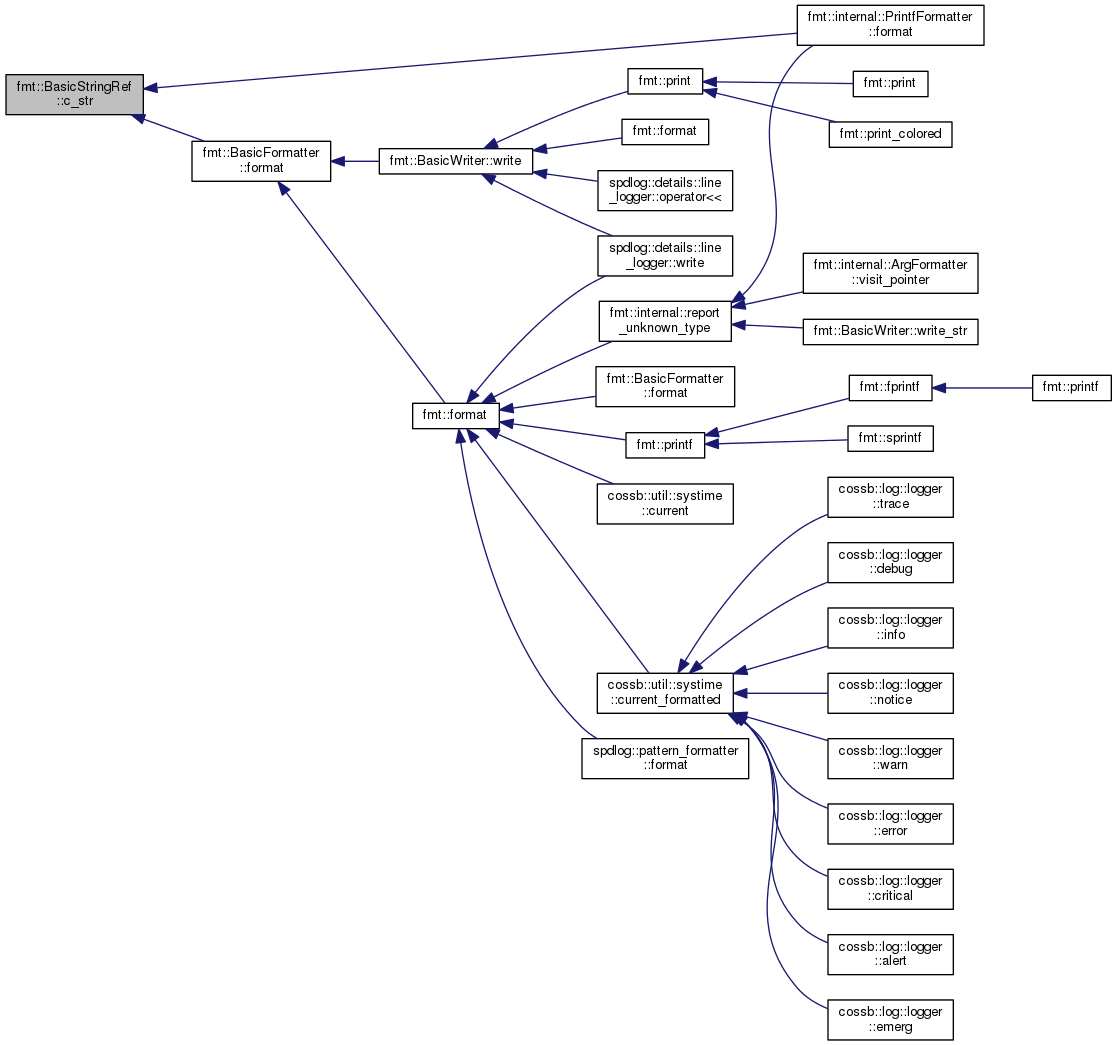 fmt::internal::PrintfFormatter
::format
fmt::BasicStringRef
::c_str
fmt::print
fmt::print
fmt::format
fmt::print_colored
fmt::BasicFormatter
::format
fmt::BasicWriter::write
spdlog::details::line
_logger::operator<<
spdlog::details::line
_logger::write
fmt::internal::ArgFormatter
::visit_pointer
fmt::internal::report
_unknown_type
fmt::BasicWriter::write_str
fmt::BasicFormatter
::format
fmt::fprintf
fmt::printf
fmt::format
fmt::printf
fmt::sprintf
cossb::util::systime
::current
cossb::log::logger
::trace
cossb::log::logger
::debug
cossb::log::logger
::info
cossb::util::systime
::current_formatted
cossb::log::logger
::notice
spdlog::pattern_formatter
::format
cossb::log::logger
::warn
cossb::log::logger
::error
cossb::log::logger
::critical
cossb::log::logger
::alert
cossb::log::logger
::emerg